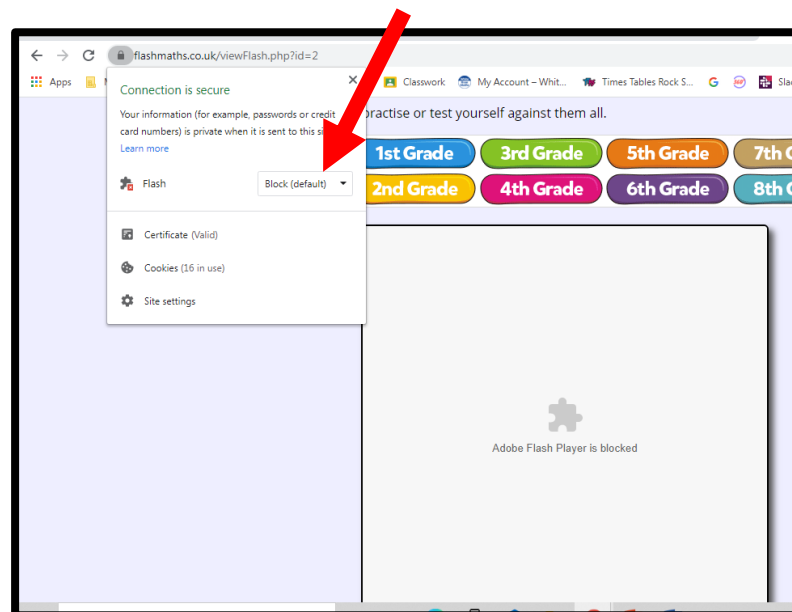 flashmaths.co.uk/viewFlash.php?id=2
Apps
Classwork
My Account – Whit...
Times Tables Rock S...
G
Connection is secure
Your information (for example, passwords or credit
card numbers) is private when it is sent to this
Learn more
Flash
Block (default)
Certificate (Valid)
Cookies (16 in use)
Site settings
practise or test yourself against them all.
1st Grade
3rd Grade
5th Grade
7th
2nd Grade
4th Grade
6th Grade
8th
Adobe Flash Player is blocked